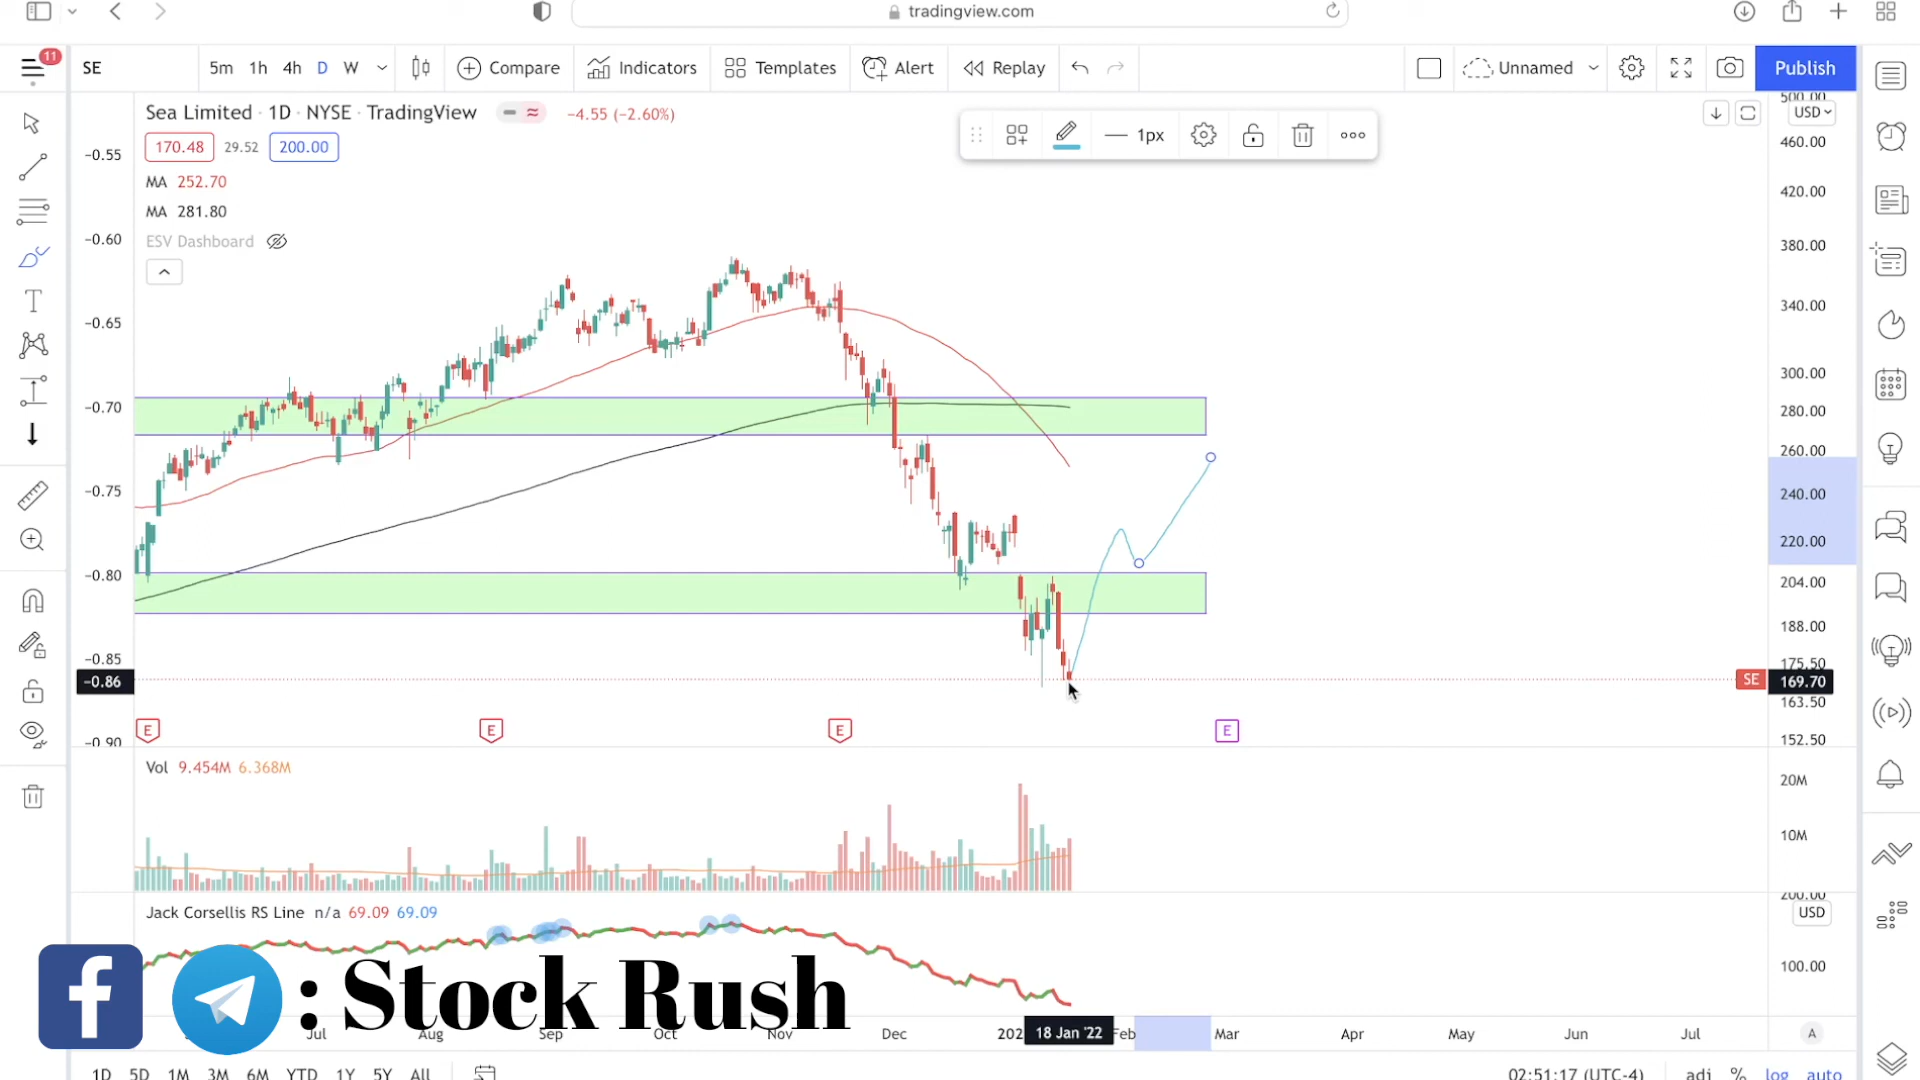 tradingview.com
11
SE
5m 1h 4h D W
Compare
Indicators
Templates
Alert
Replay
Unnamed
Publish
Sea Limited · 1D · NYSE · TradingView
−4.55 (−2.60%)
170.48 29.52 200.00
MA 252.70
MA 281.80
ESV Dashboard
1px
USD
−0.55
−0.60
−0.65
−0.70
−0.75
−0.80
−0.85
−0.86
−0.90
500.00
460.00
420.00
380.00
340.00
300.00
280.00
260.00
240.00
220.00
204.00
188.00
175.50
SE 169.70
163.50
152.50
E E E E
Vol 9.454M 6.368M
20M
10M
Jack Corsellis RS Line n/a 69.09 69.09
200.00
USD
100.00
f : Stock Rush
Jul Aug Sep Oct Nov Dec 202 18 Jan '22 Feb Mar Apr May Jun Jul A
1D 5D 1M 3M 6M YTD 1Y 5Y All
02:51:17 (UTC-4) adj % log auto